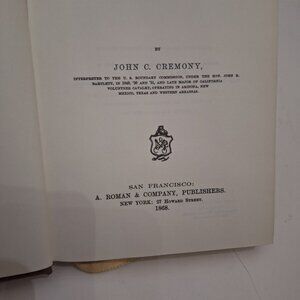 BY
JOHN C. CREMONY,
INTERPRETER TO THE U. S. BOUNDARY COMMISSION, UNDER THE HON. JOHN R.
BARTLETT, IN 1849, '50 AND '51, AND LATE MAJOR OF CALIFORNIA
VOLUNTEER CAVALRY, OPERATING IN ARIZONA, NEW
MEXICO, TEXAS AND WESTERN ARKANSAS.
SAN FRANCISCO:
A. ROMAN & COMPANY, PUBLISHERS.
NEW YORK: 27 HOWARD STREET.
1868.